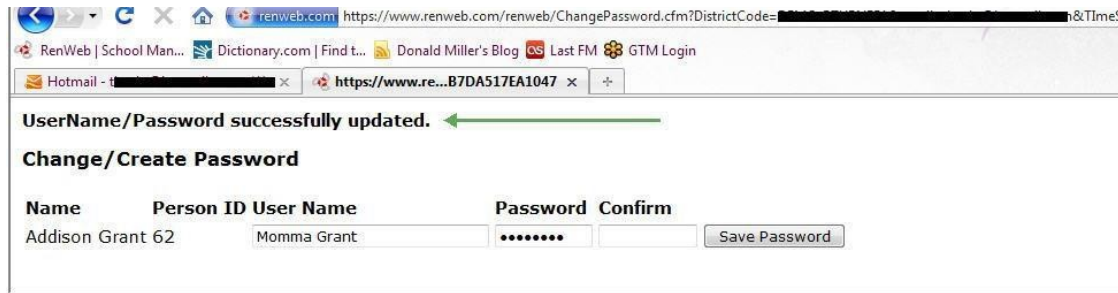 renweb.com https://www.renweb.com/renweb/ChangePassword.cfm?DistrictCode= n&TImeS
RenWeb | School Man... Dictionary.com | Find t... Donald Miller's Blog Last FM GTM Login
Hotmail - t https://www.re...B7DA517EA1047
UserName/Password successfully updated.
Change/Create Password
Name Person ID User Name Password Confirm
Addison Grant 62 Momma Grant •••••••• Save Password